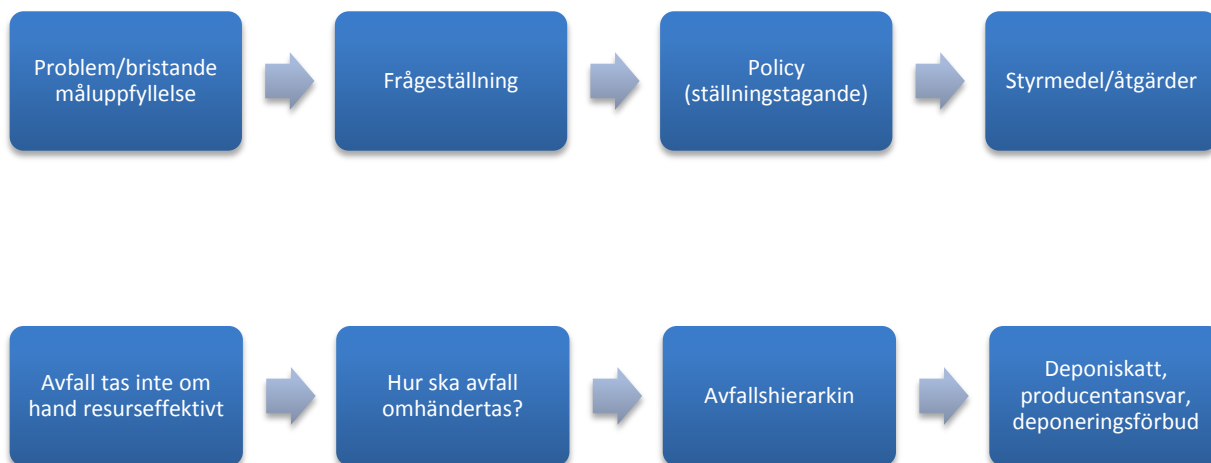 Problem/bristande
måluppfyllelse
Frågeställning
Policy
(ställningstagande)
Styrmedel/åtgärder
Avfall tas inte om
hand resurseffektivt
Hur ska avfall
omhändertas?
Avfallshierarkin
Deponiskatt,
producentansvar,
deponeringsförbud